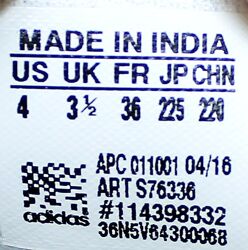 MADE IN INDIA
US UK FR JP CHN
4 3½ 36 225 220
APC 011001 04/16
ART S76336
#114398332
adidas 36N5V64300068